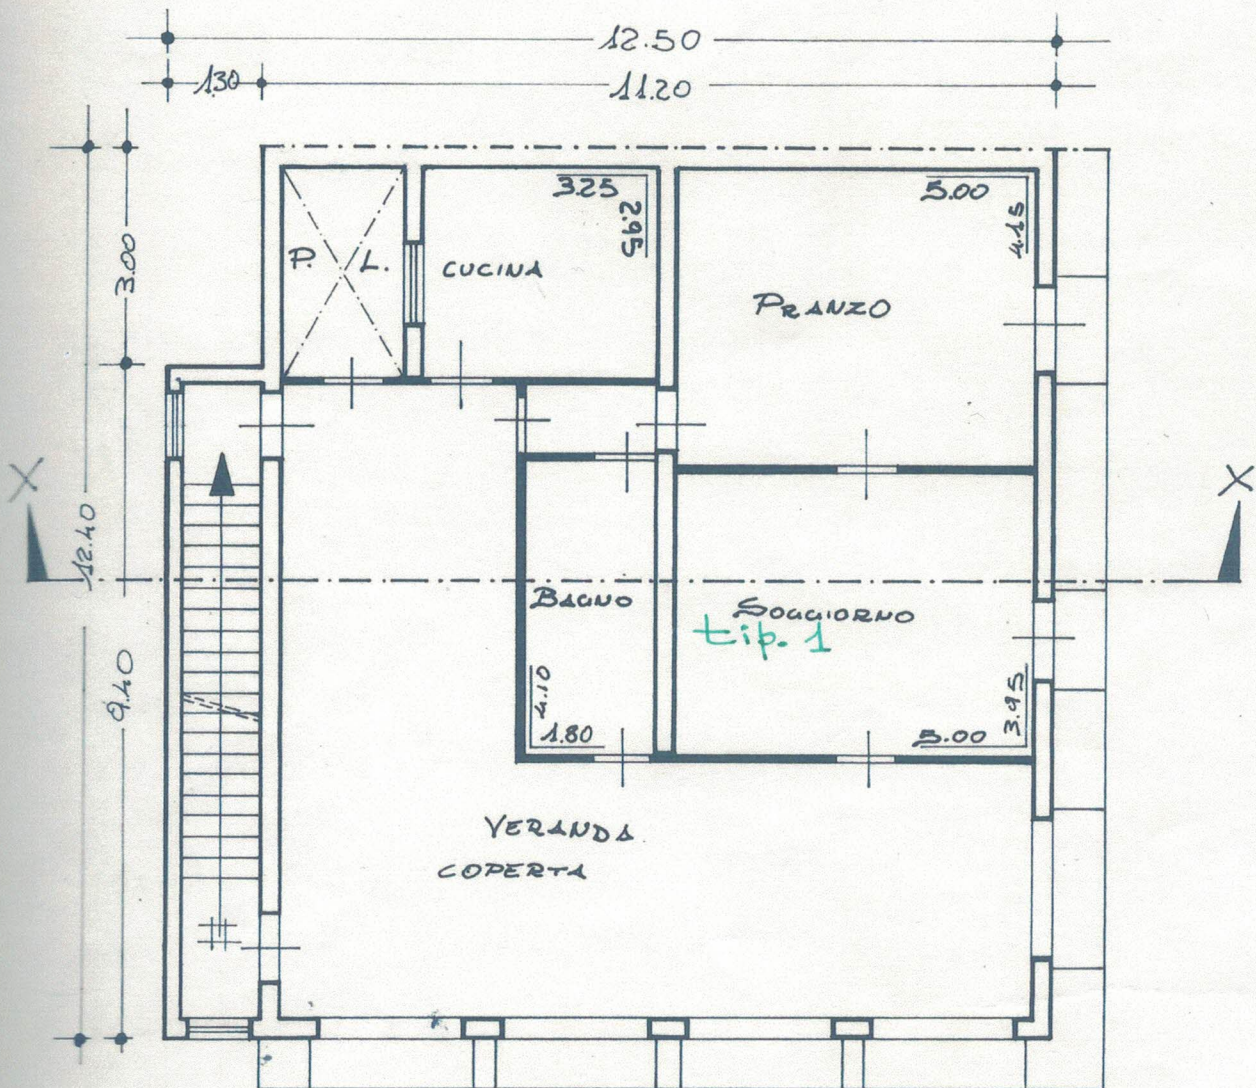 12.50
1.30
11.20
3.25
2.95
5.00
4.15
P. L.
CUCINA
PRANZO
3.00
X
X
12.40
BAGNO
SOGGIORNO
tip. 1
9.40
4.10
1.80
3.95
5.00
VERANDA
COPERTA